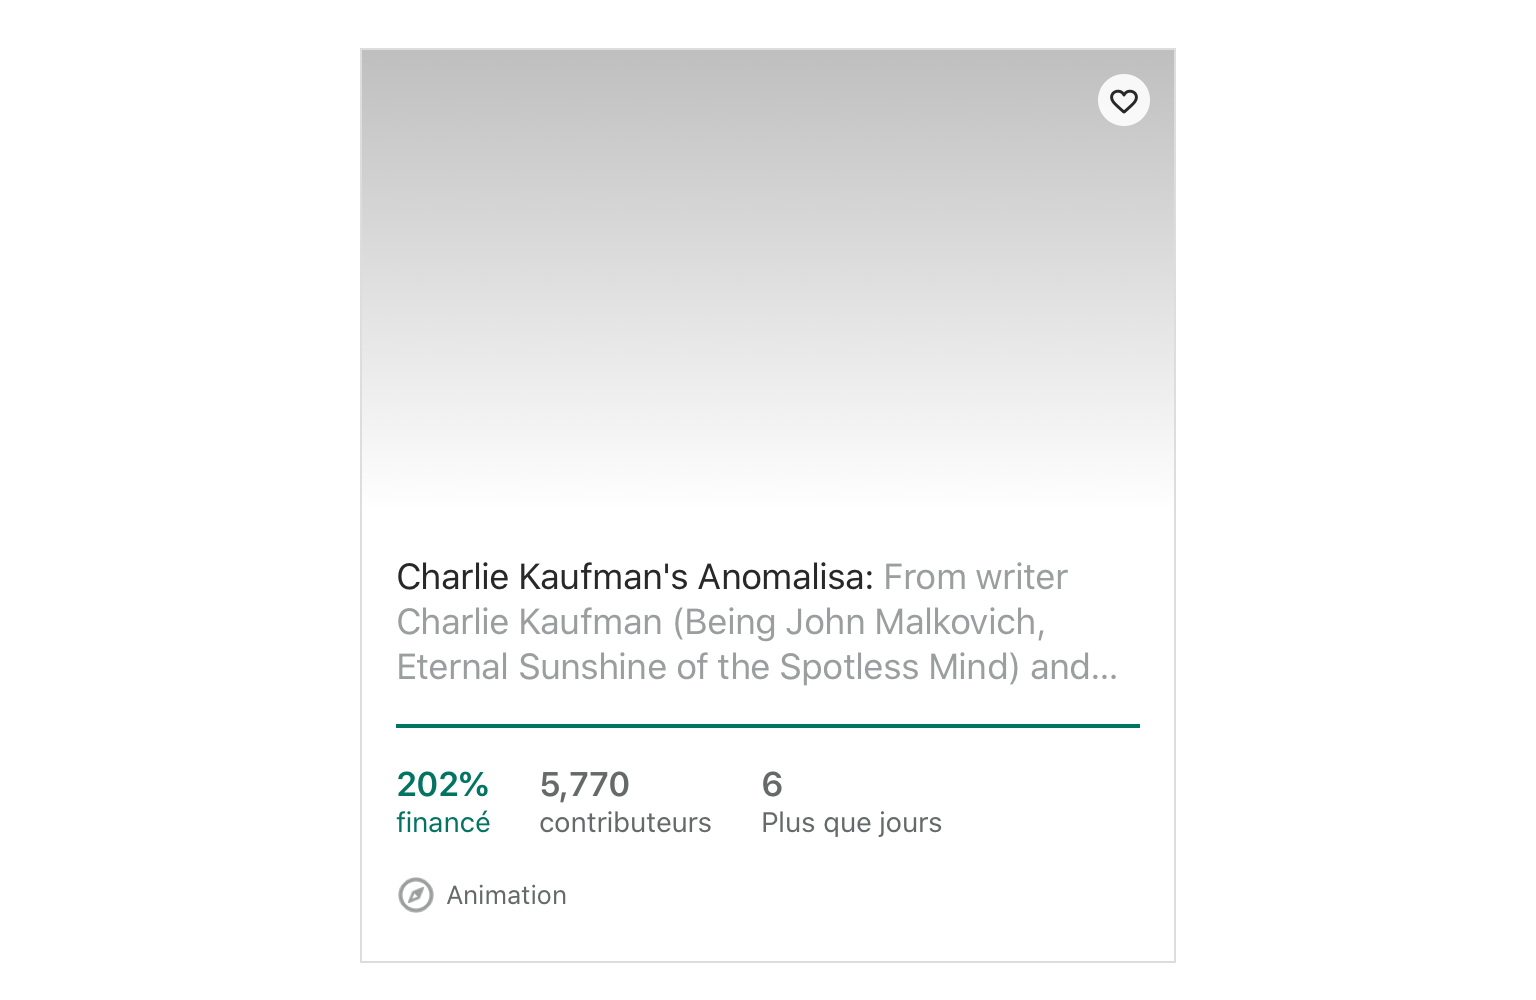 Charlie Kaufman's Anomalisa: From writer
Charlie Kaufman (Being John Malkovich,
Eternal Sunshine of the Spotless Mind) and...
202% 5,770 6
financé contributeurs Plus que jours
Animation